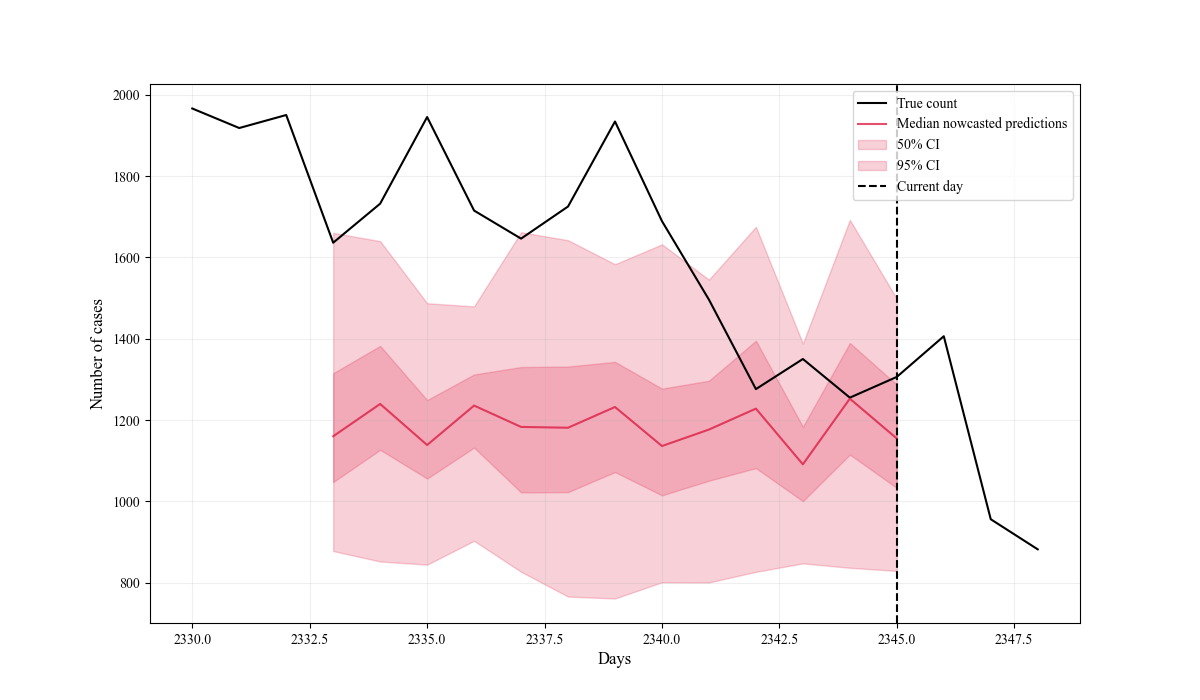 2000
1800
1600
1400
1200
1000
800
Number of cases
True count
Median nowcasted predictions
50% CI
95% CI
Current day
2330.0 2332.5 2335.0 2337.5 2340.0 2342.5 2345.0 2347.5
Days